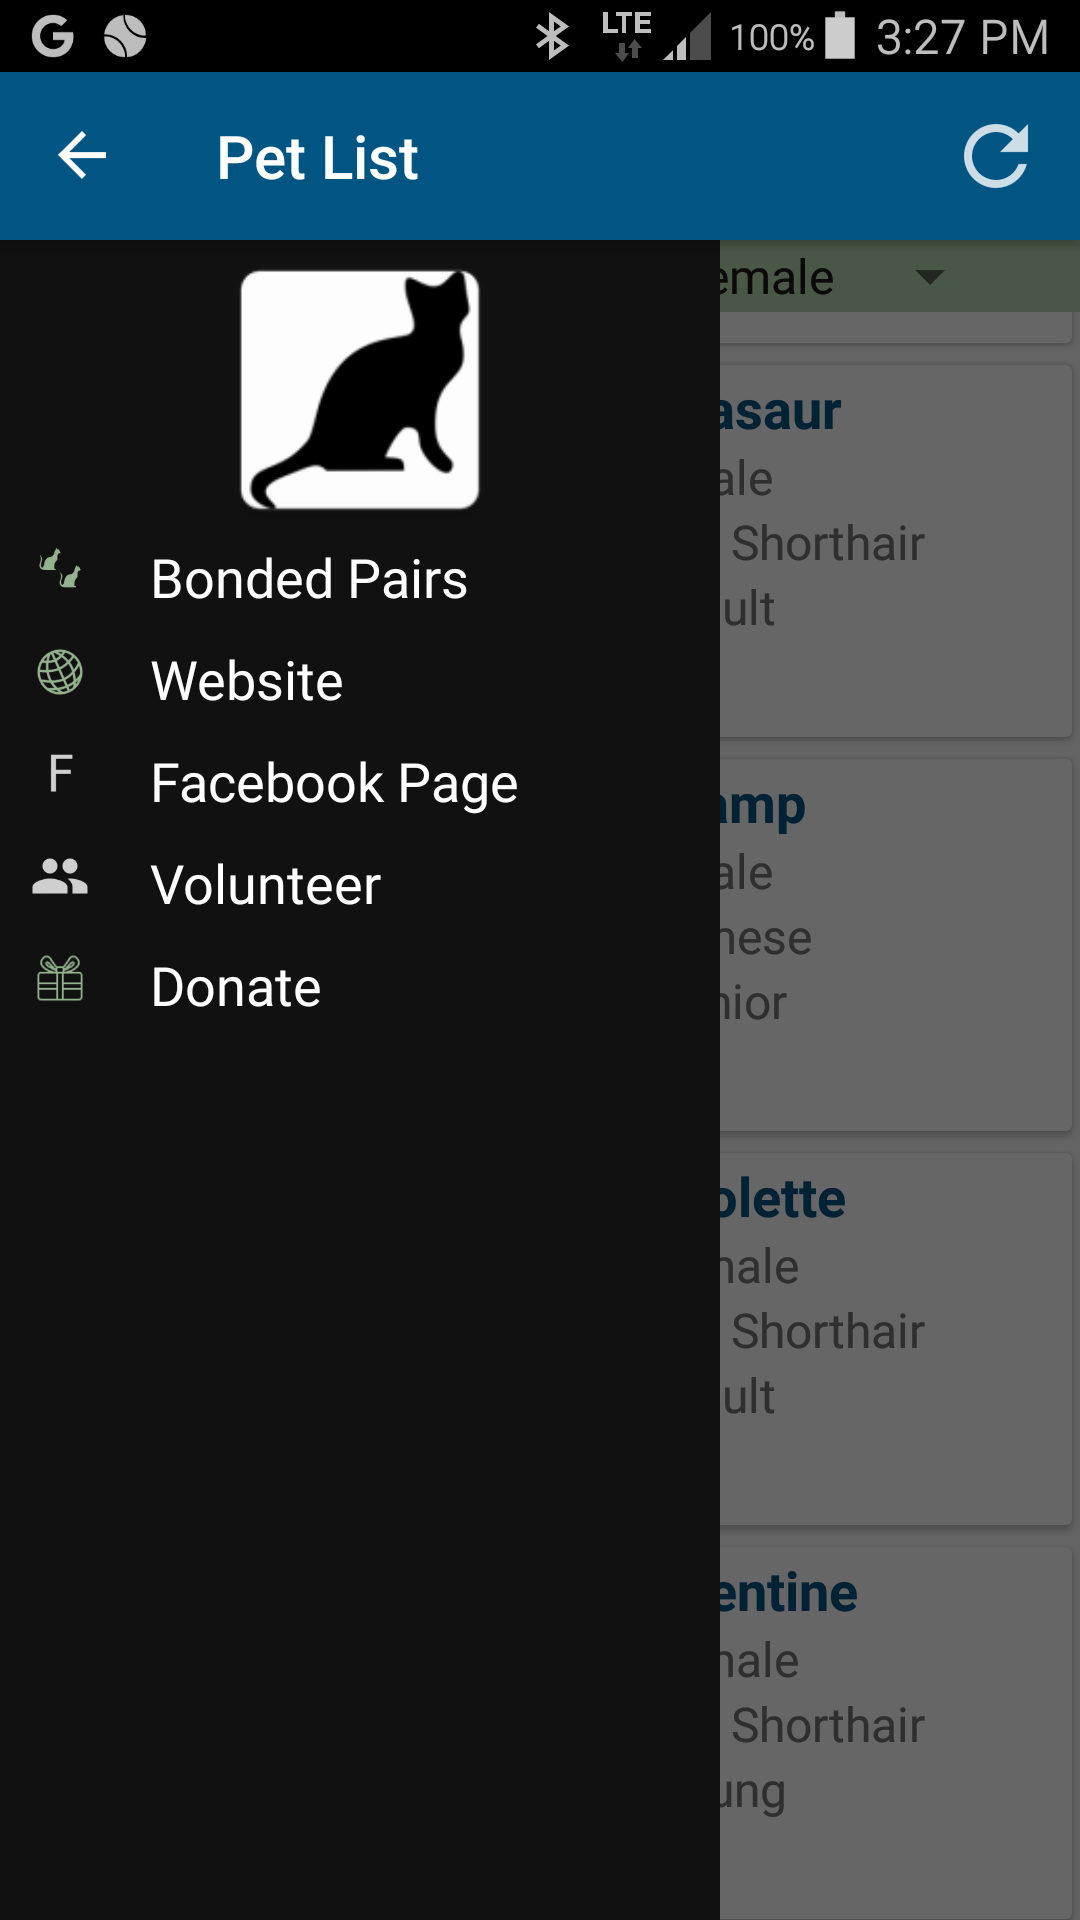 LTE 100% 3:27 PM
Pet List
emale
Bonded Pairs
Website
F Facebook Page
Volunteer
Donate
asaur
ale
Shorthair
ult
amp
ale
nese
nior
olette
nale
Shorthair
ult
entine
nale
Shorthair
ung